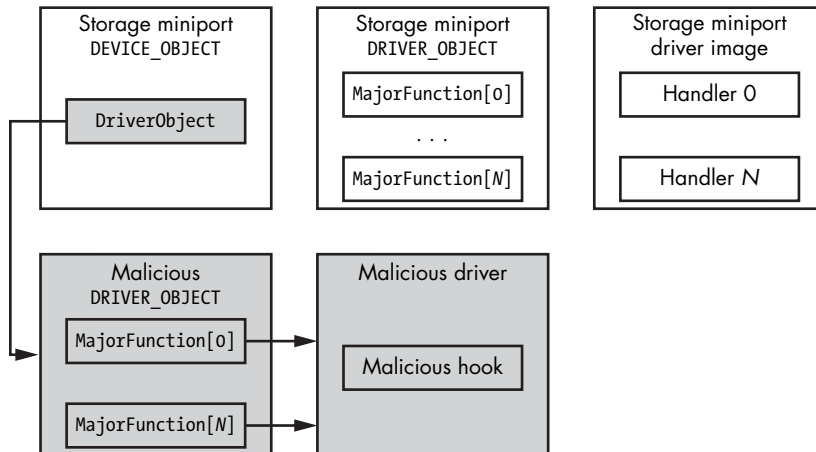 Storage miniport
DEVICE_OBJECT
DriverObject
Storage miniport
DRIVER_OBJECT
MajorFunction[0]
...
MajorFunction[N]
Storage miniport
driver image
Handler 0
Handler N
Malicious
DRIVER_OBJECT
MajorFunction[0]
MajorFunction[N]
Malicious driver
Malicious hook